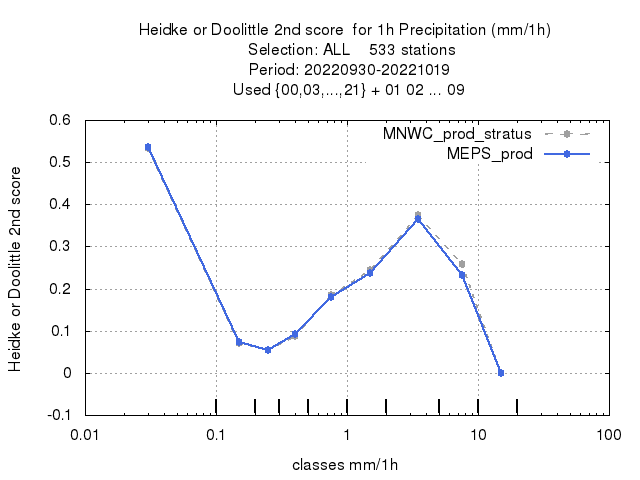 Heidke or Doolittle 2nd score  for 1h Precipitation (mm/1h)
Selection: ALL    533 stations
Period: 20220930-20221019
Used {00,03,...,21} + 01 02 ... 09
MNWC_prod_stratus
MEPS_prod
Heidke or Doolittle 2nd score
0.6
0.5
0.4
0.3
0.2
0.1
0
-0.1
0.01 0.1 1 10 100
classes mm/1h